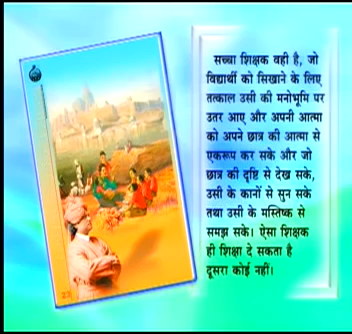 सच्चा शिक्षक वही है, जो
विद्यार्थी को सिखाने के लिए
तत्काल उसी की मनोभूमि पर
उतर आए और अपनी आत्मा
को अपने छात्र की आत्मा से
एकरूप कर सके और जो
छात्र की दृष्टि से देख सके,
उसी के कानों से सुन सके
तथा उसी के मस्तिष्क से
समझ सके। ऐसा शिक्षक
ही शिक्षा दे सकता है
दूसरा कोई नहीं।
23